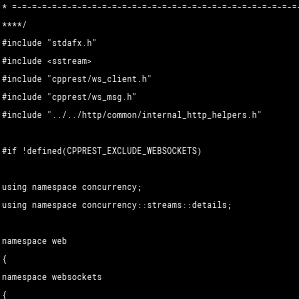 * =-=-=-=-=-=-=-=-=-=-=-=-=-=-=-=-=-=-=-=-=-=-=-=-=-=-=-=-=-
****/
#include "stdafx.h"
#include <sstream>
#include "cpprest/ws_client.h"
#include "cpprest/ws_msg.h"
#include "../../http/common/internal_http_helpers.h"
#if !defined(CPPREST_EXCLUDE_WEBSOCKETS)
using namespace concurrency;
using namespace concurrency::streams::details;
namespace web
{
namespace websockets
{